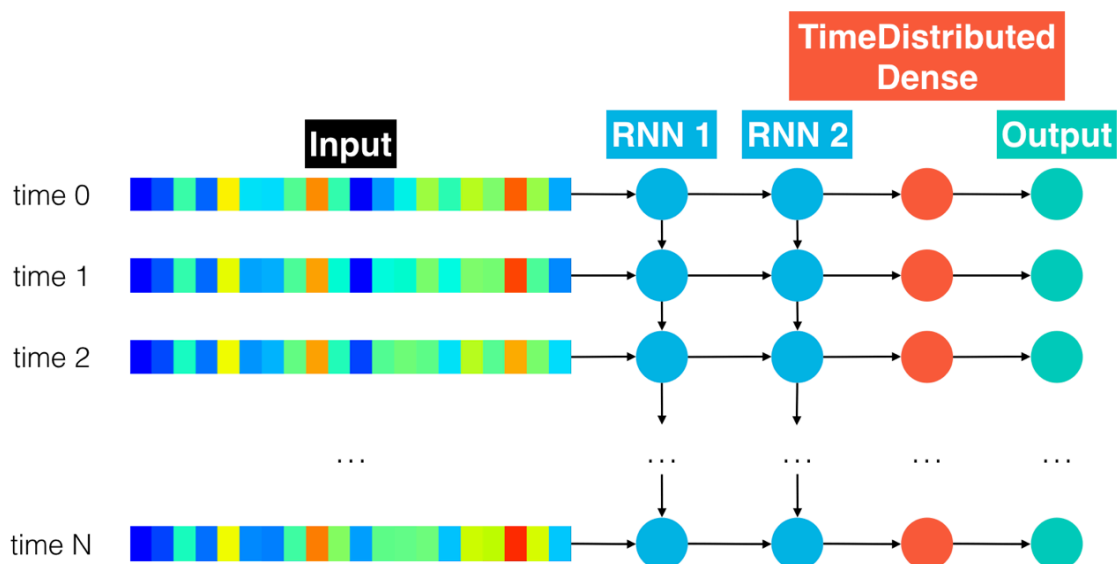 TimeDistributed
Dense
Input
RNN 1
RNN 2
Output
time 0
time 1
time 2
... ... ... ... ...
time N